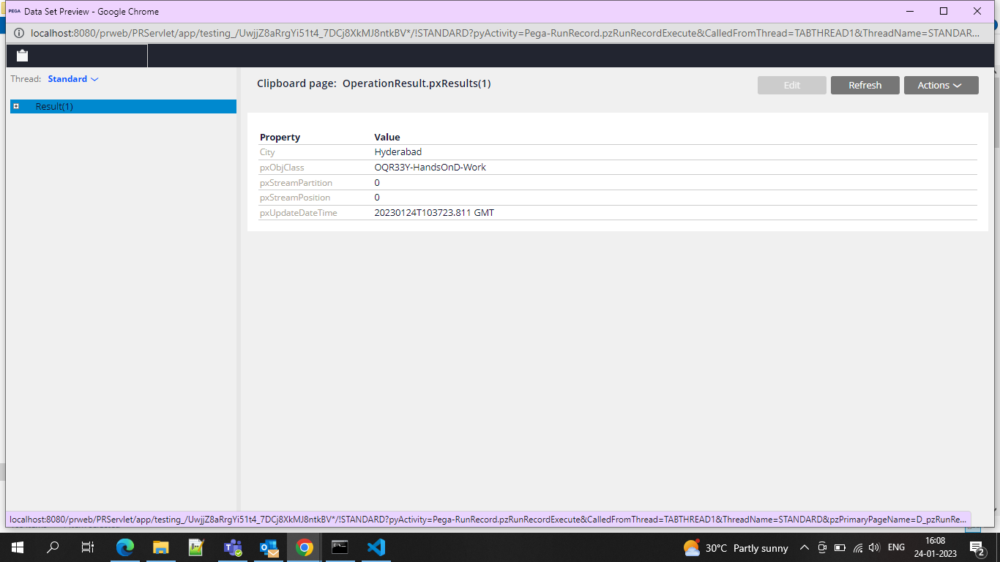 PEGA Data Set Preview - Google Chrome
localhost:8080/prweb/PRServlet/app/testing_/UwjjZ8aRrgYi51t4_7DCj8XkMJ8ntkBV*/!STANDARD?pyActivity=Pega-RunRecord.pzRunRecordExecute&CalledFromThread=TABTHREAD1&ThreadName=STANDAR...
Thread: Standard
Clipboard page: OperationResult.pxResults(1)
Edit Refresh Actions
Result(1)
Property Value
City Hyderabad
pxObjClass OQR33Y-HandsOnD-Work
pxStreamPartition 0
pxStreamPosition 0
pxUpdateDateTime 20230124T103723.811 GMT
localhost:8080/prweb/PRServlet/app/testing_/UwjjZ8aRrgYi51t4_7DCj8XkMJ8ntkBV*/!STANDARD?pyActivity=Pega-RunRecord.pzRunRecordExecute&CalledFromThread=TABTHREAD1&ThreadName=STANDARD&pzPrimaryPageName=D_pzRunRe...
30°C Partly sunny
ENG
16:08
24-01-2023
2